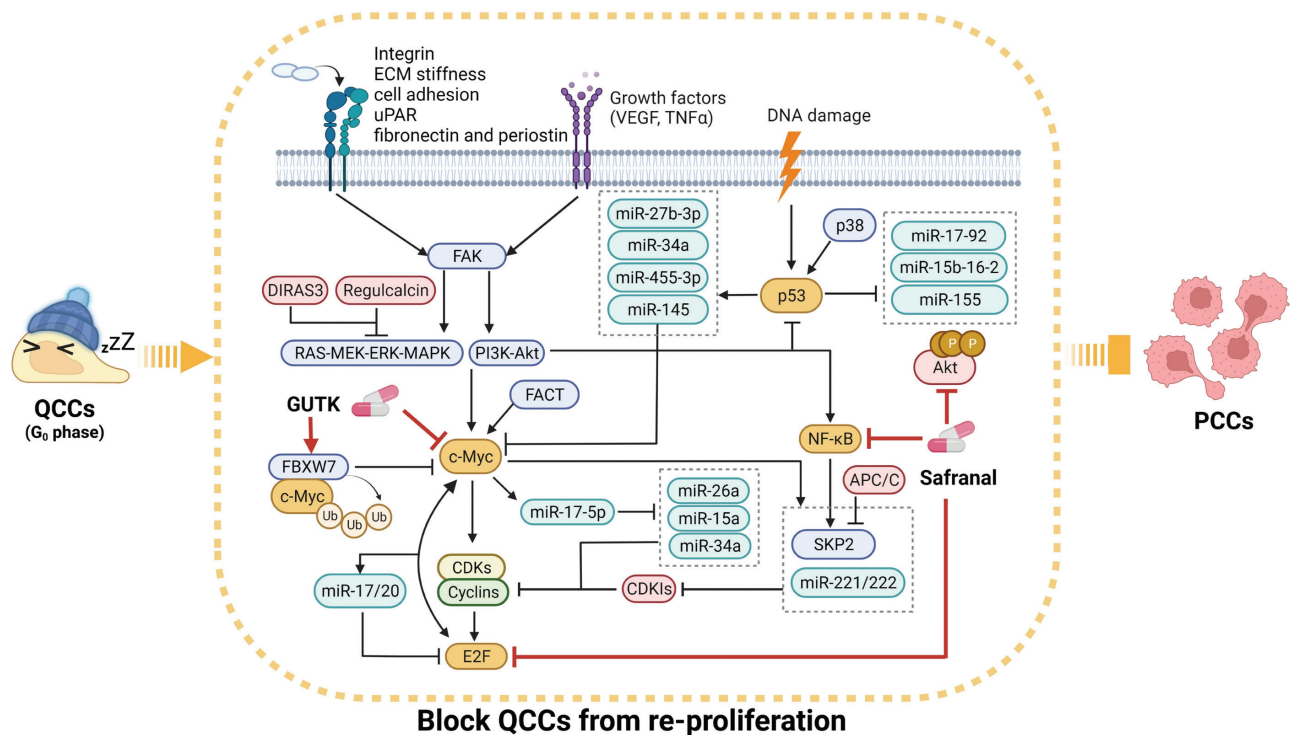 Integrin
ECM stiffness
cell adhesion
uPAR
fibronectin and periostin
Growth factors
(VEGF, TNFα)
DNA damage
miR-27b-3p
miR-34a
miR-455-3p
miR-145
p38
miR-17-92
miR-15b-16-2
miR-155
FAK
p53
DIRAS3
Regulcalcin
RAS-MEK-ERK-MAPK
PI3K-Akt
zzZZ
QCCs
(G₀ phase)
P
P
P
Akt
PCCs
GUTK
FACT
c-Myc
NF-κB
Safranal
FBXW7
c-Myc
Ub
Ub
Ub
miR-17-5p
miR-26a
miR-15a
miR-34a
APC/C
SKP2
miR-221/222
miR-17/20
CDKs
Cyclins
CDKIs
E2F
Block QCCs from re-proliferation